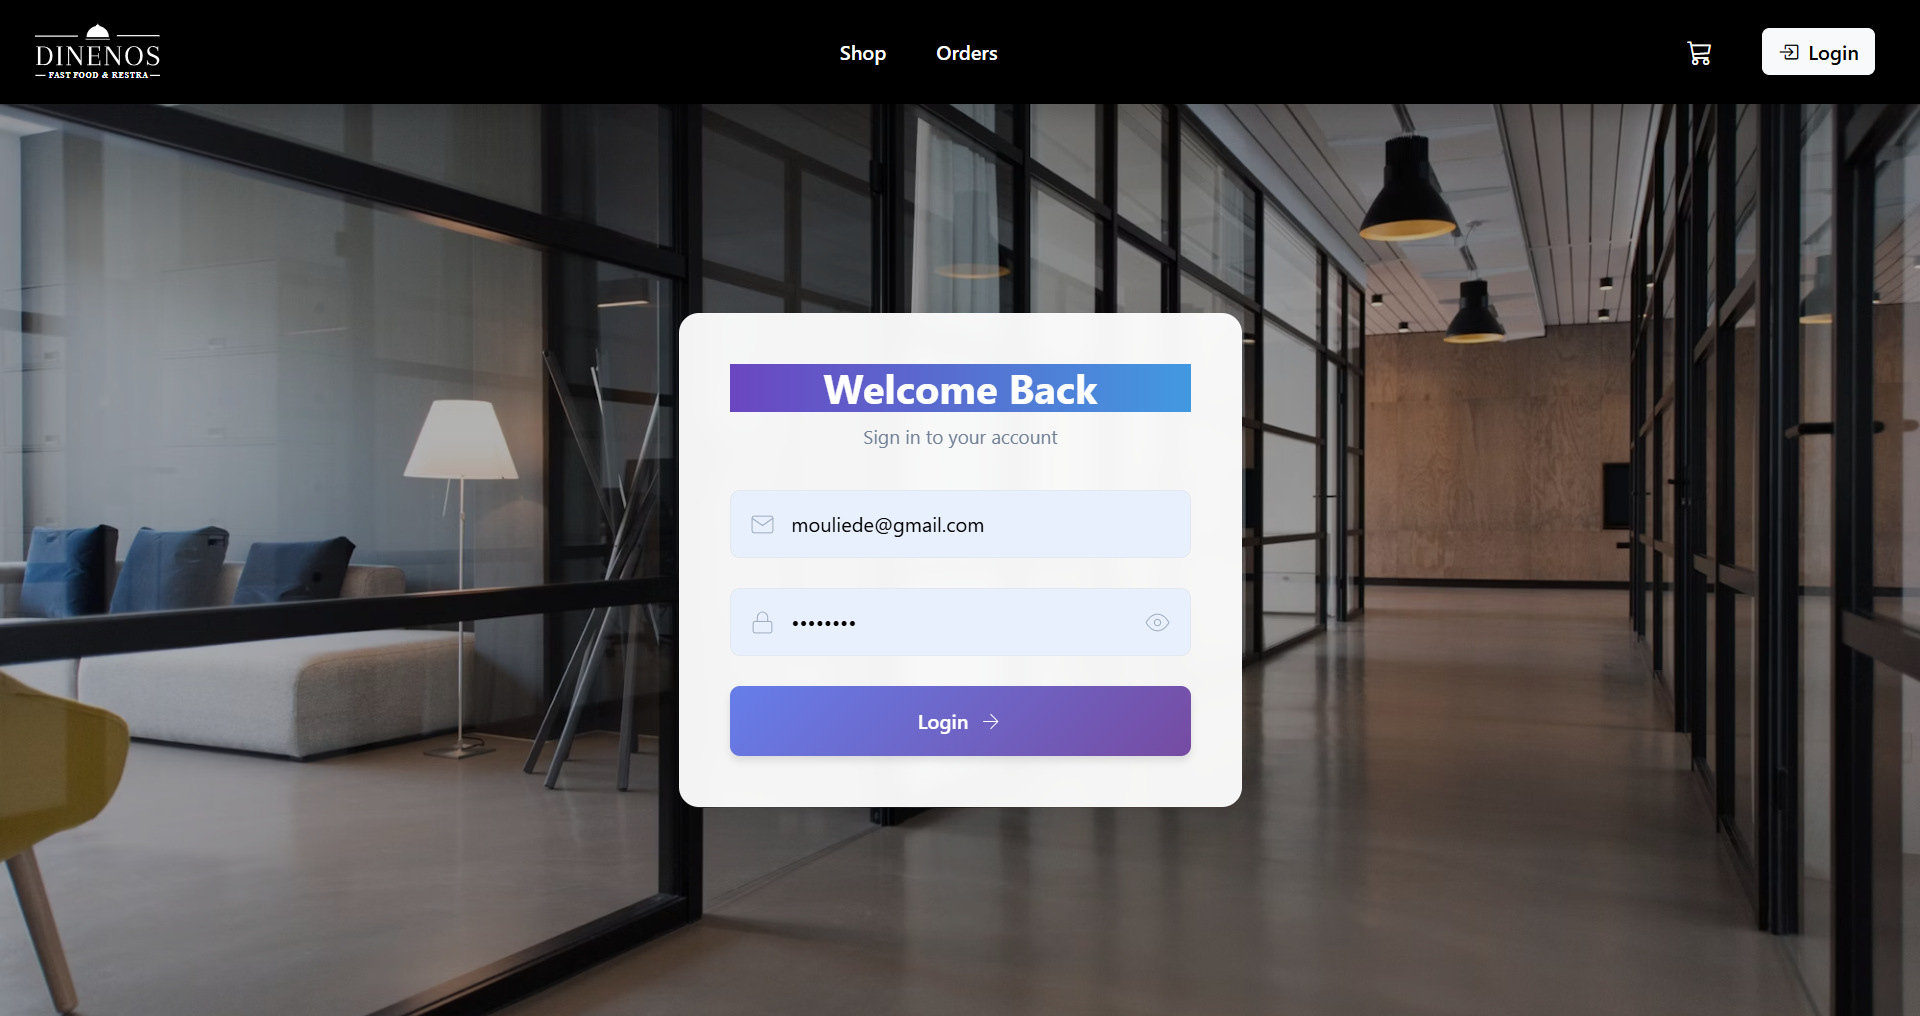 DINENOS
FAST FOOD & RESTRA
Shop
Orders
Login
Welcome Back
Sign in to your account
mouliede@gmail.com
••••••••
Login